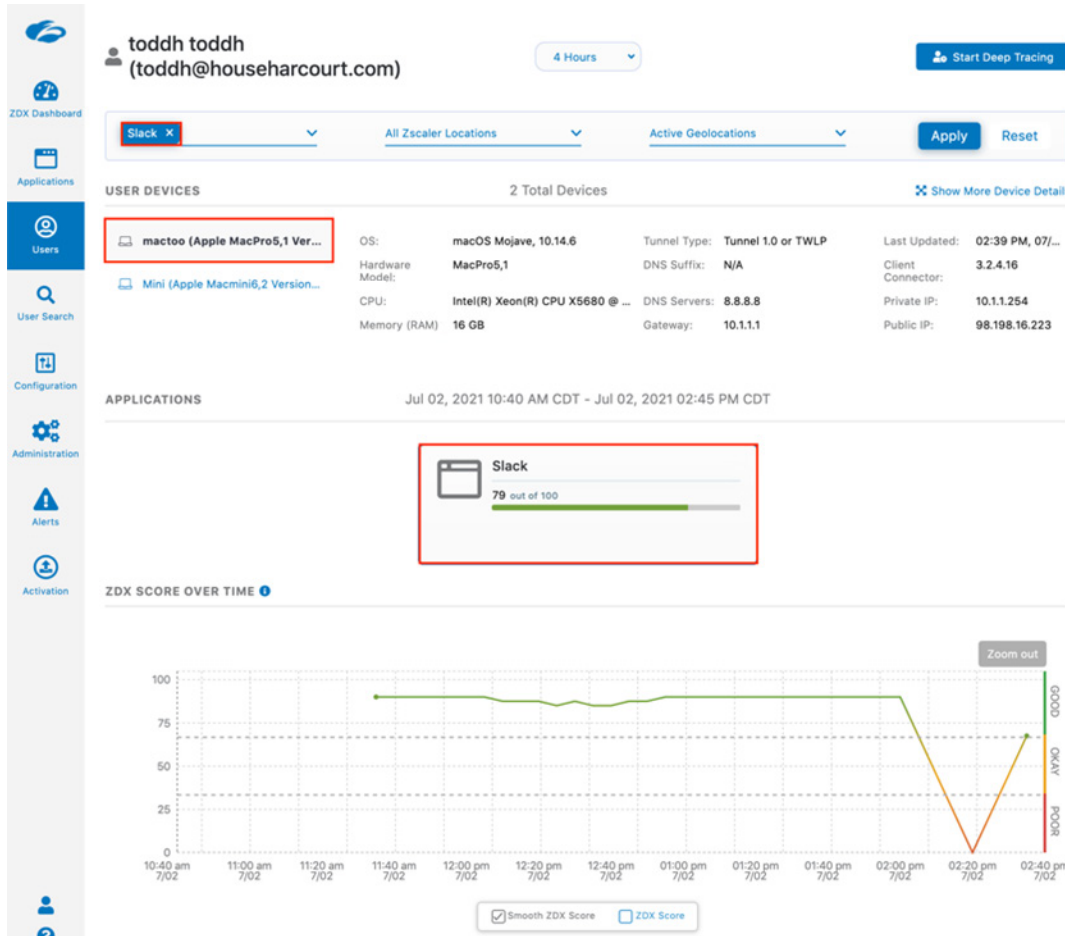 toddh toddh
(toddh@househarcourt.com)
4 Hours
Start Deep Tracing
ZDX Dashboard
Applications
Users
User Search
Configuration
Administration
Alerts
Activation
Slack ×
All Zscaler Locations
Active Geolocations
Apply
Reset
USER DEVICES
2 Total Devices
Show More Device Detail
mactoo (Apple MacPro5,1 Ver...
Mini (Apple Macmini6,2 Version...
OS: macOS Mojave, 10.14.6
Hardware Model: MacPro5,1
CPU: Intel(R) Xeon(R) CPU X5680 @ ...
Memory (RAM) 16 GB
Tunnel Type: Tunnel 1.0 or TWLP
DNS Suffix: N/A
DNS Servers: 8.8.8.8
Gateway: 10.1.1.1
Last Updated: 02:39 PM, 07/...
Client Connector: 3.2.4.16
Private IP: 10.1.1.254
Public IP: 98.198.16.223
APPLICATIONS
Jul 02, 2021 10:40 AM CDT - Jul 02, 2021 02:45 PM CDT
Slack
79 out of 100
ZDX SCORE OVER TIME
Zoom out
100
75
50
25
0
GOOD
OKAY
POOR
10:40 am 11:00 am 11:20 am 11:40 am 12:00 pm 12:20 pm 12:40 pm 01:00 pm 01:20 pm 01:40 pm 02:00 pm 02:20 pm 02:40 pm
7/02 7/02 7/02 7/02 7/02 7/02 7/02 7/02 7/02 7/02 7/02 7/02 7/02
Smooth ZDX Score
ZDX Score